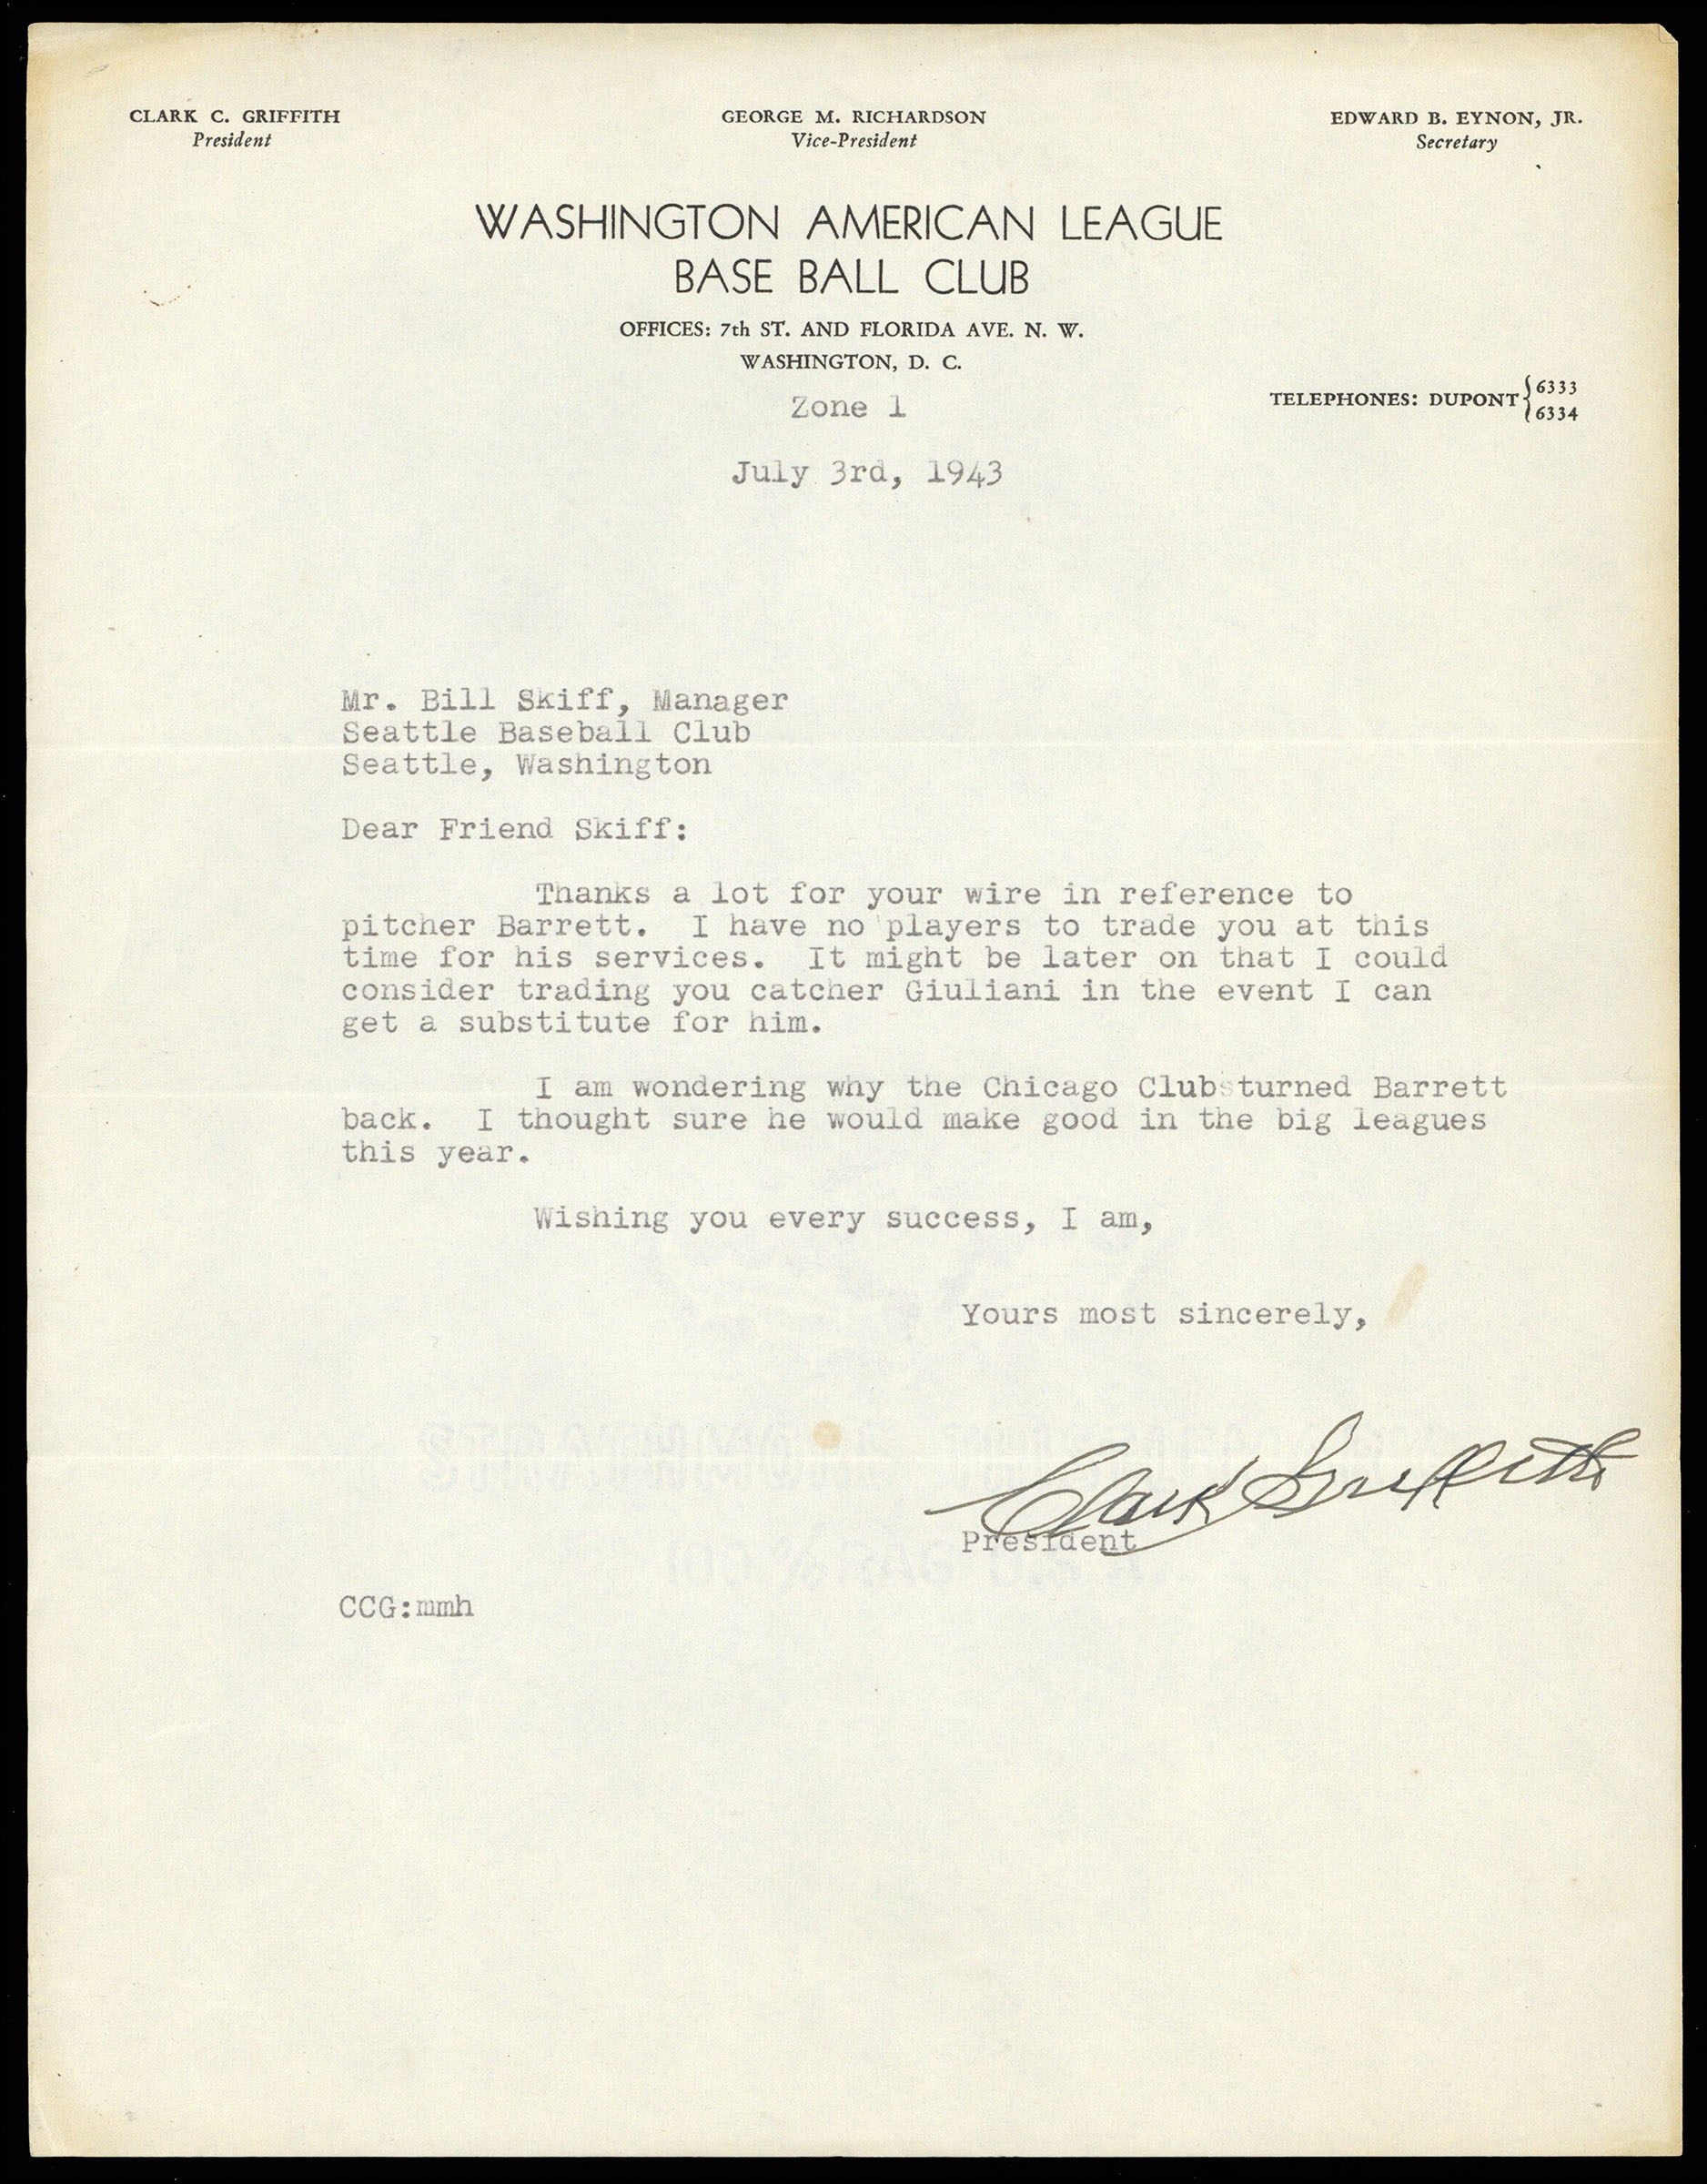 CLARK C. GRIFFITH GEORGE M. RICHARDSON EDWARD B. EYNON, JR.
President Vice-President Secretary
WASHINGTON AMERICAN LEAGUE
BASE BALL CLUB
OFFICES: 7th ST. AND FLORIDA AVE. N. W.
WASHINGTON, D. C.
TELEPHONES: DUPONT { 6333
6334
Zone 1
July 3rd, 1943
Mr. Bill Skiff, Manager
Seattle Baseball Club
Seattle, Washington
Dear Friend Skiff:
Thanks a lot for your wire in reference to
pitcher Barrett. I have no players to trade you at this
time for his services. It might be later on that I could
consider trading you catcher Giuliani in the event I can
get a substitute for him.
I am wondering why the Chicago Club turned Barrett
back. I thought sure he would make good in the big leagues
this year.
Wishing you every success, I am,
Yours most sincerely,
Clark Griffith
President
CCG:mmh